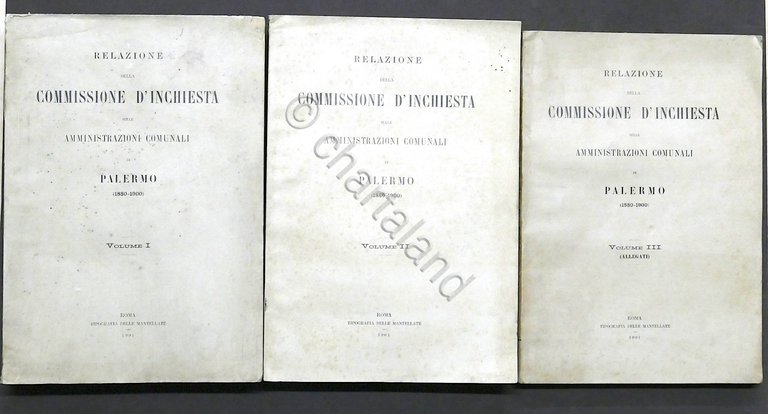 RELAZIONE
DELLA
COMMISSIONE D'INCHIESTA
SULLE
AMMINISTRAZIONI COMUNALI
DI
PALERMO
(1880-1900)
VOLUME I
ROMA
TIPOGRAFIA DELLE MANTELLATE
1901
RELAZIONE
DELLA
COMMISSIONE D'INCHIESTA
SULLE
AMMINISTRAZIONI COMUNALI
DI
PALERMO
(1880-1900)
VOLUME II
ROMA
TIPOGRAFIA DELLE MANTELLATE
1901
RELAZIONE
DELLA
COMMISSIONE D'INCHIESTA
SULLE
AMMINISTRAZIONI COMUNALI
DI
PALERMO
(1880-1900)
VOLUME III
(ALLEGATI)
ROMA
TIPOGRAFIA DELLE MANTELLATE
1901
© chartaland